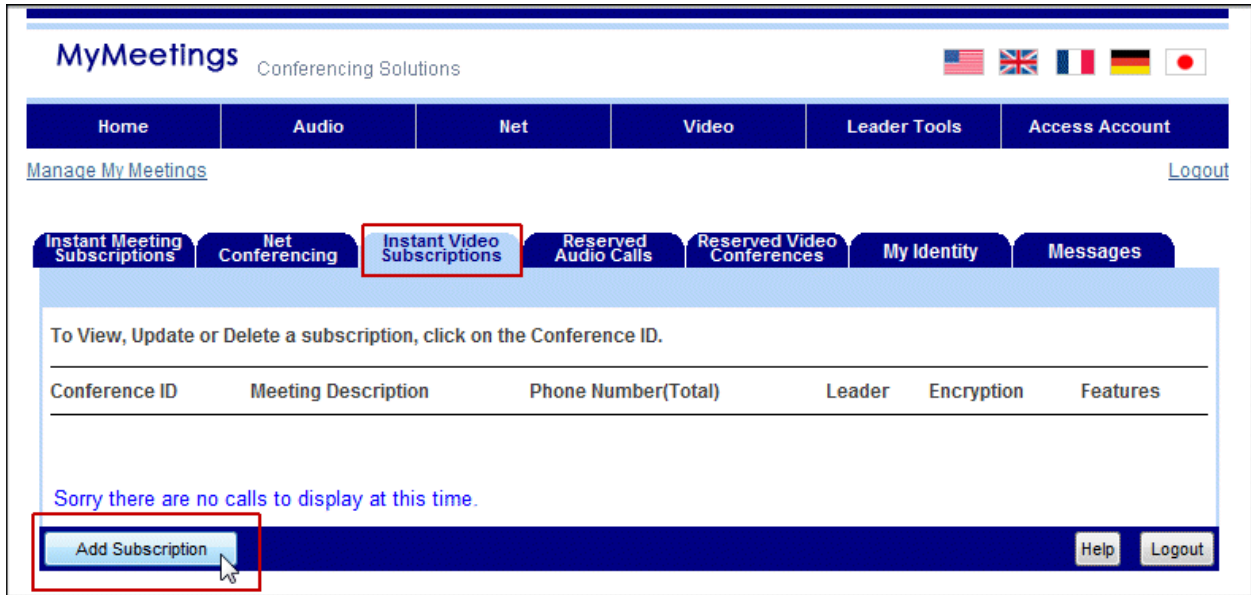 MyMeetings Conferencing Solutions
Home Audio Net Video Leader Tools Access Account
Manage My Meetings Logout
Instant Meeting Subscriptions Net Conferencing Instant Video Subscriptions Reserved Audio Calls Reserved Video Conferences My Identity Messages
To View, Update or Delete a subscription, click on the Conference ID.
Conference ID Meeting Description Phone Number(Total) Leader Encryption Features
Sorry there are no calls to display at this time.
Add Subscription Help Logout